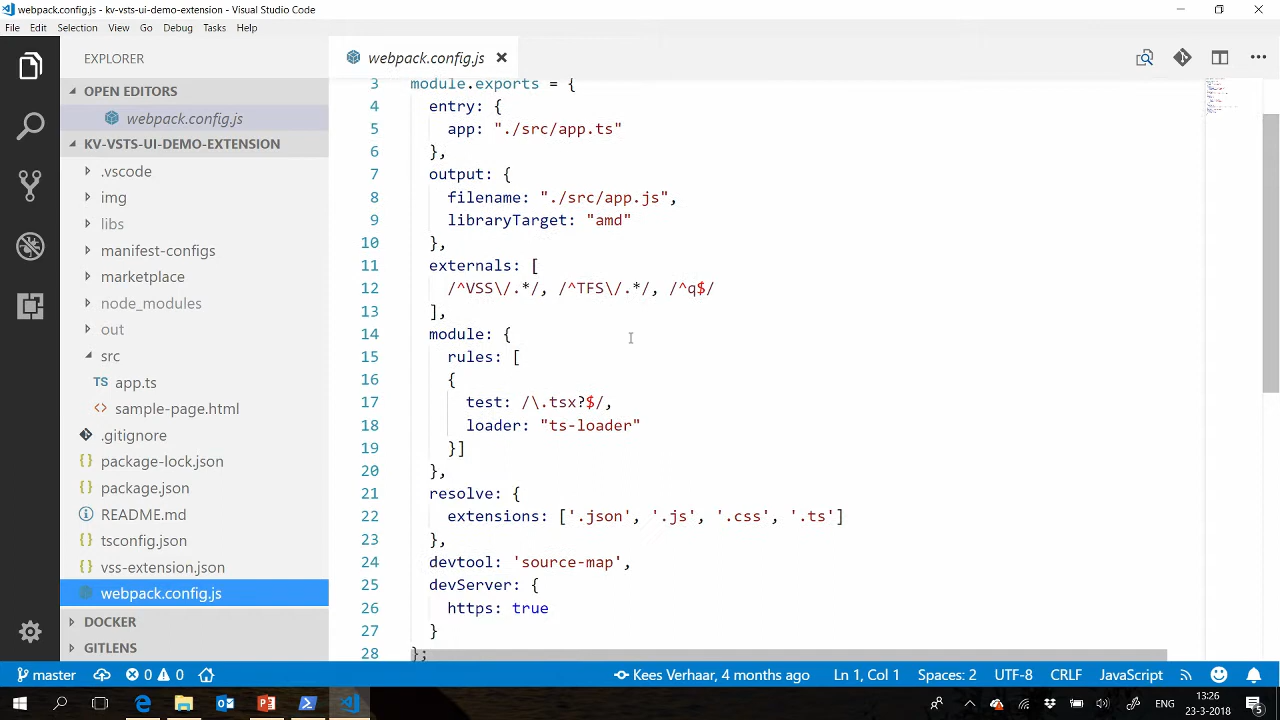 webpack.config.js - kv-vsts-ui-demo-extension - Visual Studio Code
File Edit Selection View Go Debug Tasks Help
EXPLORER
OPEN EDITORS
webpack.config.js
KV-VSTS-UI-DEMO-EXTENSION
.vscode
img
libs
manifest-configs
marketplace
node_modules
out
src
TS app.ts
<> sample-page.html
.gitignore
{} package-lock.json
{} package.json
README.md
{} tsconfig.json
{} vss-extension.json
webpack.config.js
DOCKER
GITLENS
webpack.config.js
3 module.exports = {
4 entry: {
5 app: "./src/app.ts"
6 },
7 output: {
8 filename: "./src/app.js",
9 libraryTarget: "amd"
10 },
11 externals: [
12 /^VSS\/.*/, /^TFS\/.*/, /^q$/
13 ],
14 module: {
15 rules: [
16 {
17 test: /\.tsx?$/,
18 loader: "ts-loader"
19 }]
20 },
21 resolve: {
22 extensions: ['.json', '.js', '.css', '.ts']
23 },
24 devtool: 'source-map',
25 devServer: {
26 https: true
27 }
28 };
master 0 0 Kees Verhaar, 4 months ago Ln 1, Col 1 Spaces: 2 UTF-8 CRLF JavaScript
ENG 13:26
23-3-2018 5